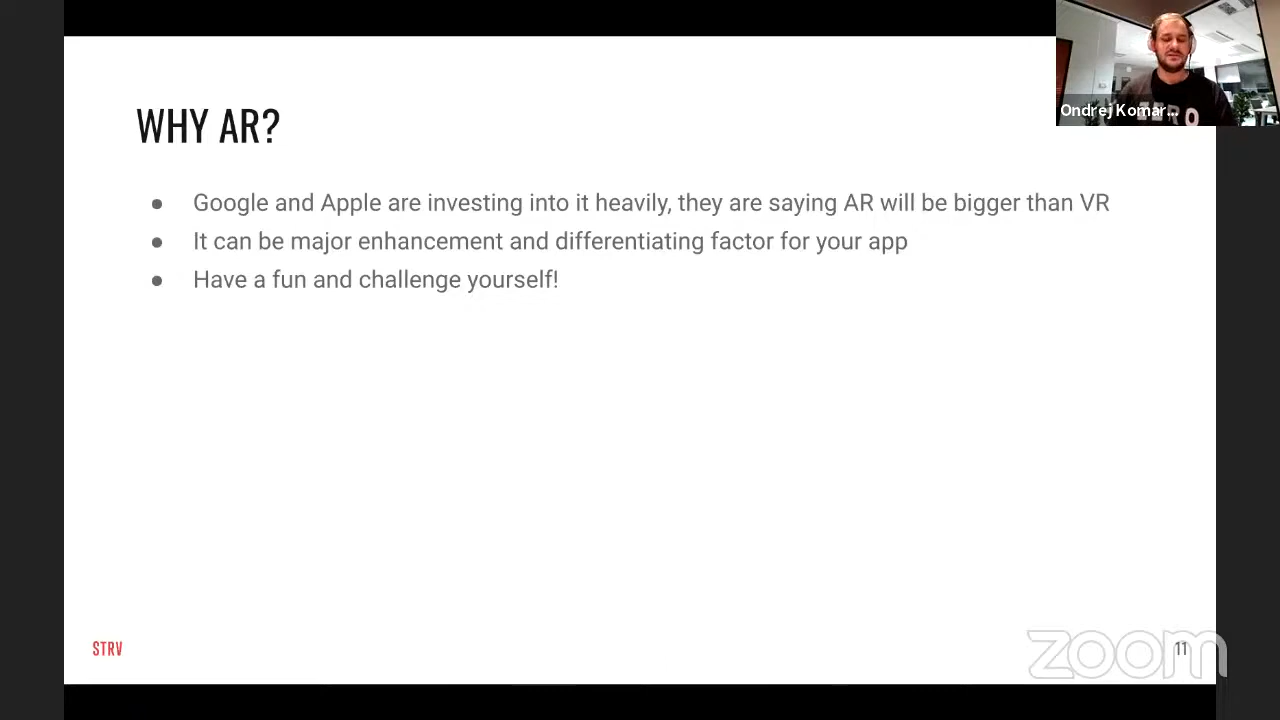 Ondrej Komar...
WHY AR?
● Google and Apple are investing into it heavily, they are saying AR will be bigger than VR
● It can be major enhancement and differentiating factor for your app
● Have a fun and challenge yourself!
STRV
zoom
11